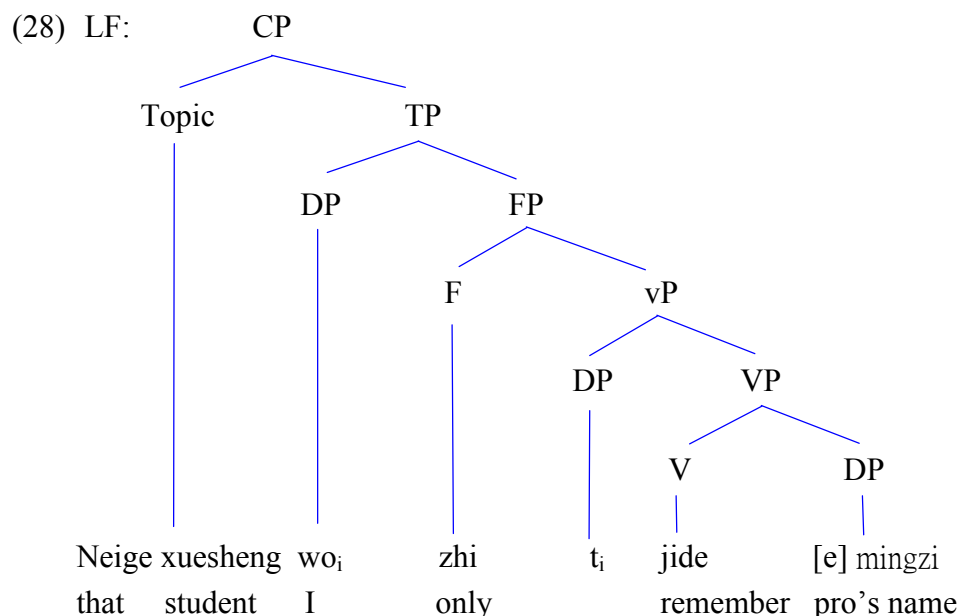 (28) LF: CP
Topic TP
DP FP
F vP
DP VP
V DP
Neige xuesheng woᵢ zhi tᵢ jide [e] mingzi
that student I only remember pro's name